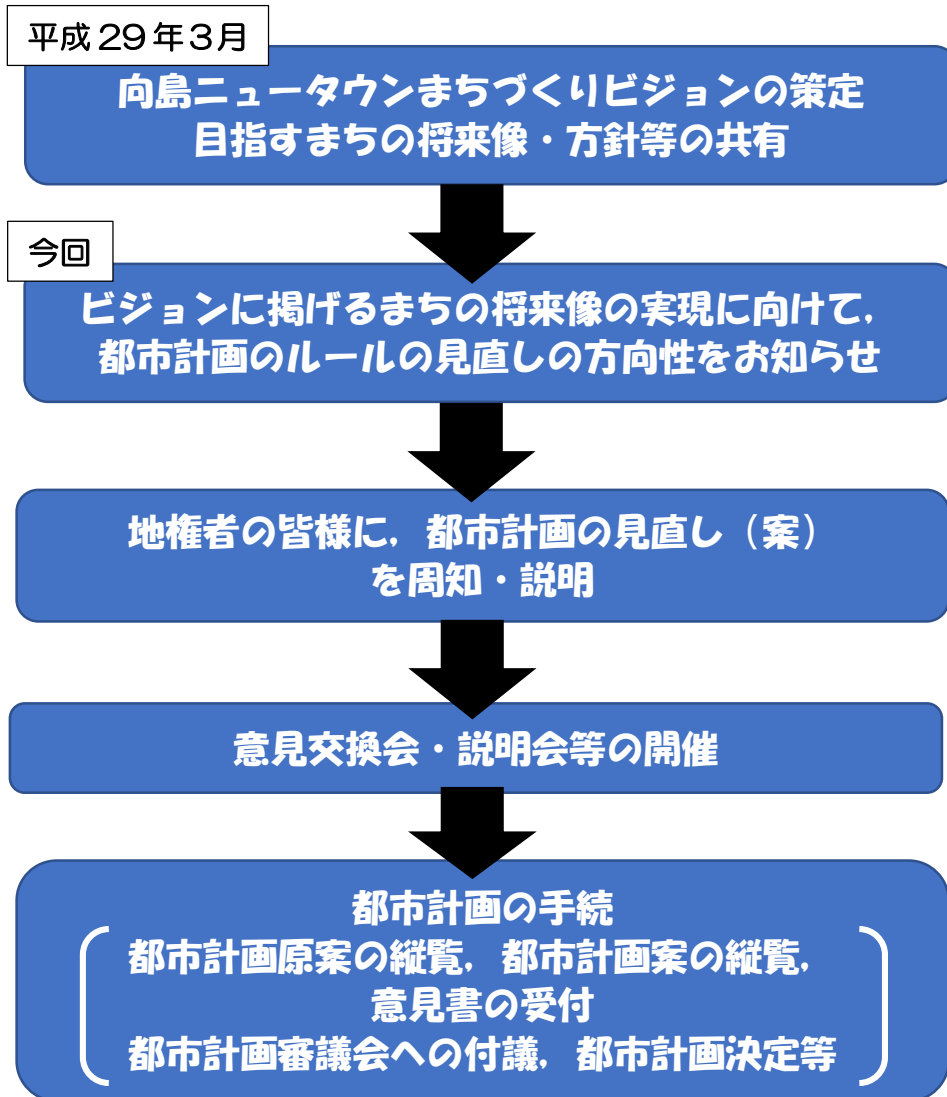 平成29年3月
向島ニュータウンまちづくりビジョンの策定
目指すまちの将来像・方針等の共有
今回
ビジョンに掲げるまちの将来像の実現に向けて，
都市計画のルールの見直しの方向性をお知らせ
地権者の皆様に，都市計画の見直し（案）
を周知・説明
意見交換会・説明会等の開催
都市計画の手続
都市計画原案の縦覧，都市計画案の縦覧，
意見書の受付
都市計画審議会への付議，都市計画決定等